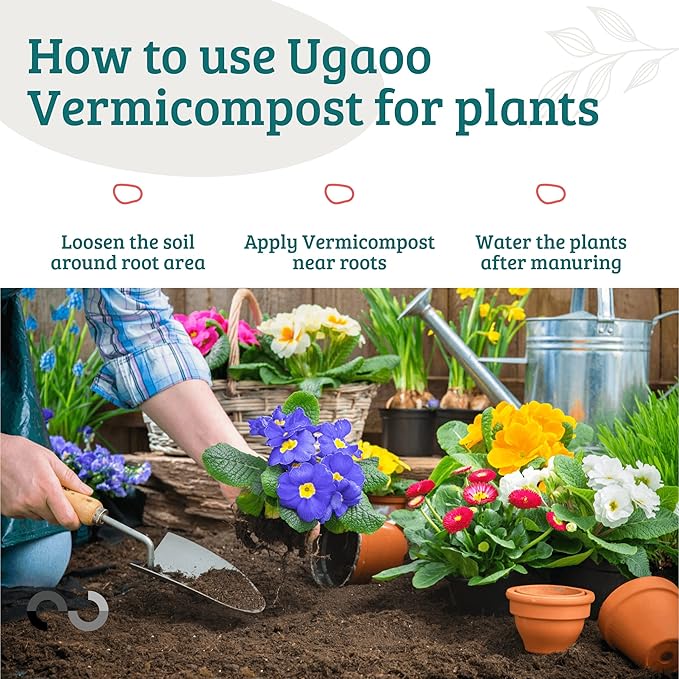 How to use Ugaoo
Vermicompost for plants
Loosen the soil
around root area
Apply Vermicompost
near roots
Water the plants
after manuring